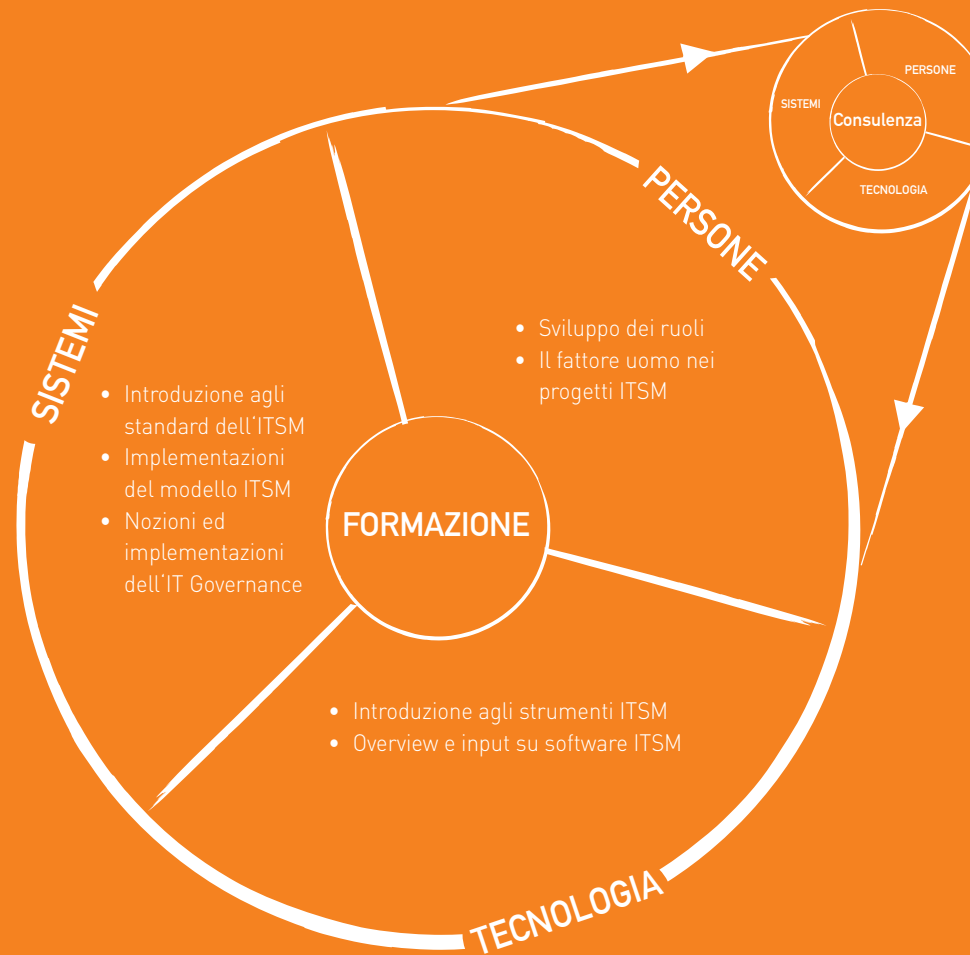 PERSONE
SISTEMI
Consulenza
TECNOLOGIA
PERSONE
SISTEMI
• Sviluppo dei ruoli
• Il fattore uomo nei
progetti ITSM
• Introduzione agli
standard dell'ITSM
• Implementazioni
del modello ITSM
• Nozioni ed
implementazioni
dell'IT Governance
FORMAZIONE
• Introduzione agli strumenti ITSM
• Overview e input su software ITSM
TECNOLOGIA